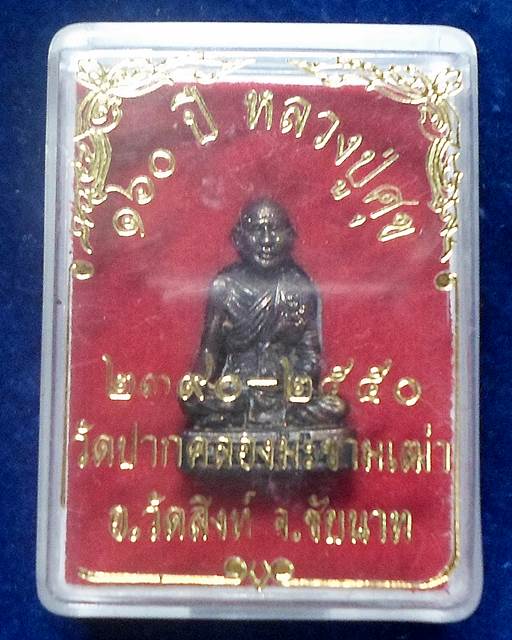 ๑๖๐ ปี หลวงปู่ศุข
๒๓๙๐-๒๕๕๐
วัดปากคลองมะขามเฒ่า
อ.วัดสิงห์ จ.ชัยนาท